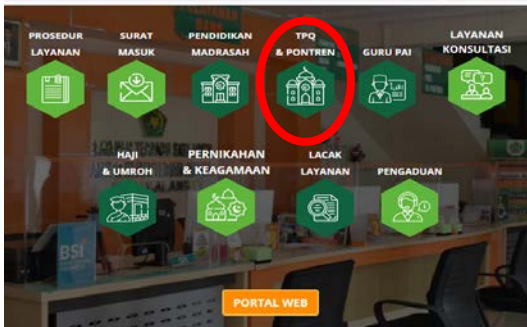 PROSEDUR
LAYANAN
SURAT
MASUK
PENDIDIKAN
MADRASAH
TPQ
& PONTREN
GURU PAI
LAYANAN
KONSULTASI
HAJI
& UMROH
PERNIKAHAN
& KEAGAMAAN
LACAK
LAYANAN
PENGADUAN
BSI
PORTAL WEB